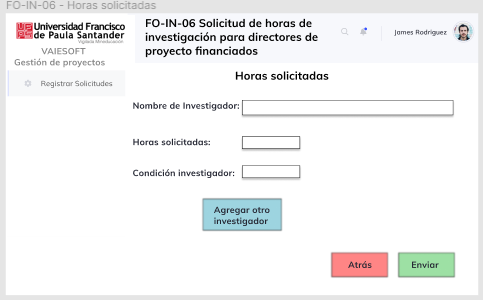 FO-IN-06 - Horas solicitadas
Universidad Francisco
de Paula Santander
Vigilada Mineducación
VAIESOFT
Gestión de proyectos
Registrar Solicitudes
FO-IN-06 Solicitud de horas de
investigación para directores de
proyecto financiados
James Rodriguez
Horas solicitadas
Nombre de Investigador:
Horas solicitadas:
Condición investigador:
Agregar otro
investigador
Atrás
Enviar